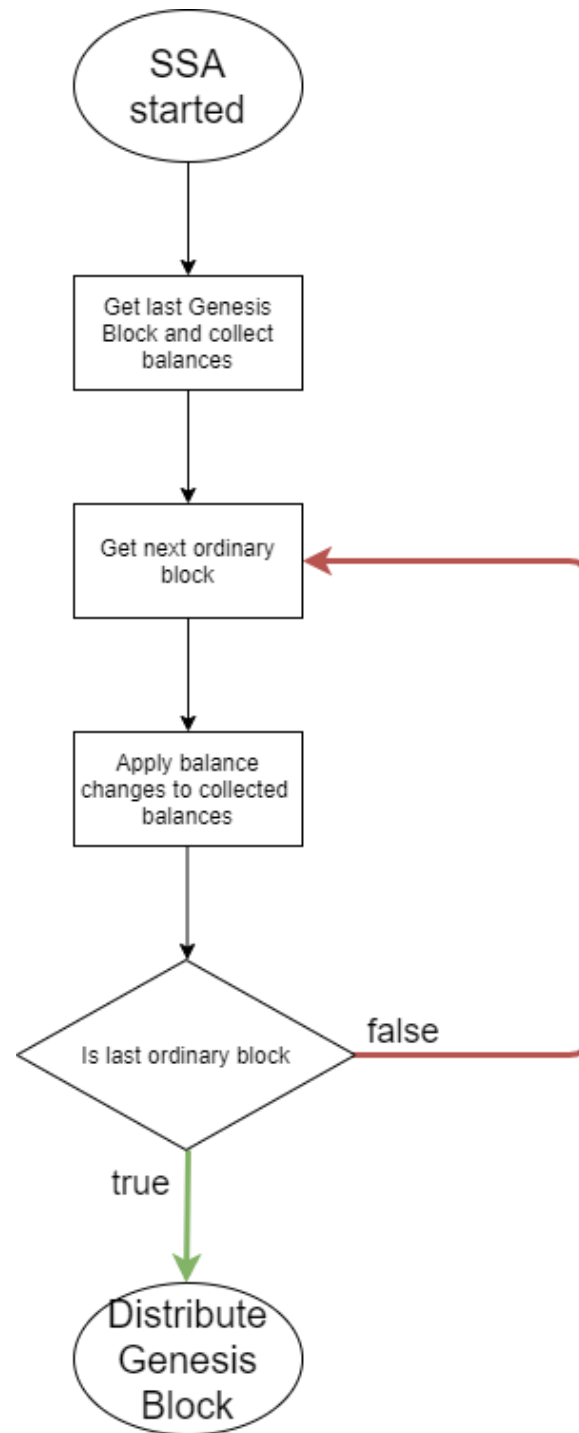 SSA
started
Get last Genesis
Block and collect
balances
Get next ordinary
block
Apply balance
changes to collected
balances
Is last ordinary block
false
true
Distribute
Genesis
Block